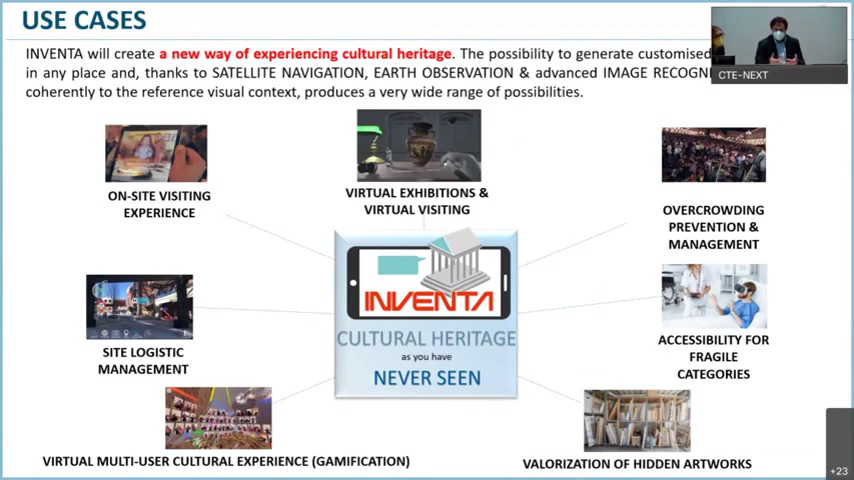 USE CASES
INVENTA will create a new way of experiencing cultural heritage. The possibility to generate customised
in any place and, thanks to SATELLITE NAVIGATION, EARTH OBSERVATION & advanced IMAGE RECOGNI
coherently to the reference visual context, produces a very wide range of possibilities.
CTE-NEXT
ON-SITE VISITING
EXPERIENCE
VIRTUAL EXHIBITIONS &
VIRTUAL VISITING
OVERCROWDING
PREVENTION &
MANAGEMENT
INVENTA
CULTURAL HERITAGE
as you have
NEVER SEEN
SITE LOGISTIC
MANAGEMENT
ACCESSIBILITY FOR
FRAGILE
CATEGORIES
VIRTUAL MULTI-USER CULTURAL EXPERIENCE (GAMIFICATION)
VALORIZATION OF HIDDEN ARTWORKS
+23